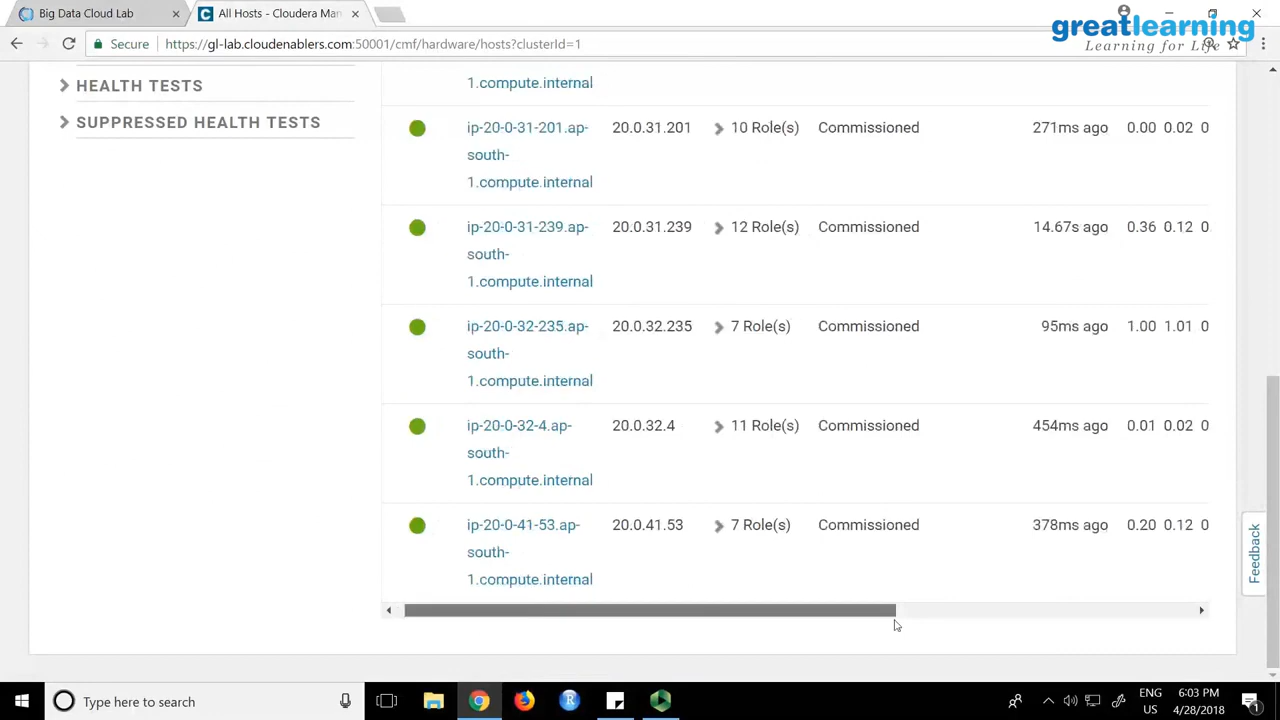 Big Data Cloud Lab
All Hosts - Cloudera Man
greatlearning
Learning for Life
Secure
https://gl-lab.cloudenablers.com:50001/cmf/hardware/hosts?clusterId=1
HEALTH TESTS
SUPPRESSED HEALTH TESTS
1.compute.internal
ip-20-0-31-201.ap-
south-
1.compute.internal
20.0.31.201
10 Role(s)
Commissioned
271ms ago
0.00 0.02 0
ip-20-0-31-239.ap-
south-
1.compute.internal
20.0.31.239
12 Role(s)
Commissioned
14.67s ago
0.36 0.12 0.
ip-20-0-32-235.ap-
south-
1.compute.internal
20.0.32.235
7 Role(s)
Commissioned
95ms ago
1.00 1.01 0
ip-20-0-32-4.ap-
south-
1.compute.internal
20.0.32.4
11 Role(s)
Commissioned
454ms ago
0.01 0.02 0
ip-20-0-41-53.ap-
south-
1.compute.internal
20.0.41.53
7 Role(s)
Commissioned
378ms ago
0.20 0.12 0
Feedback
Type here to search
ENG
US
6:03 PM
4/28/2018
1